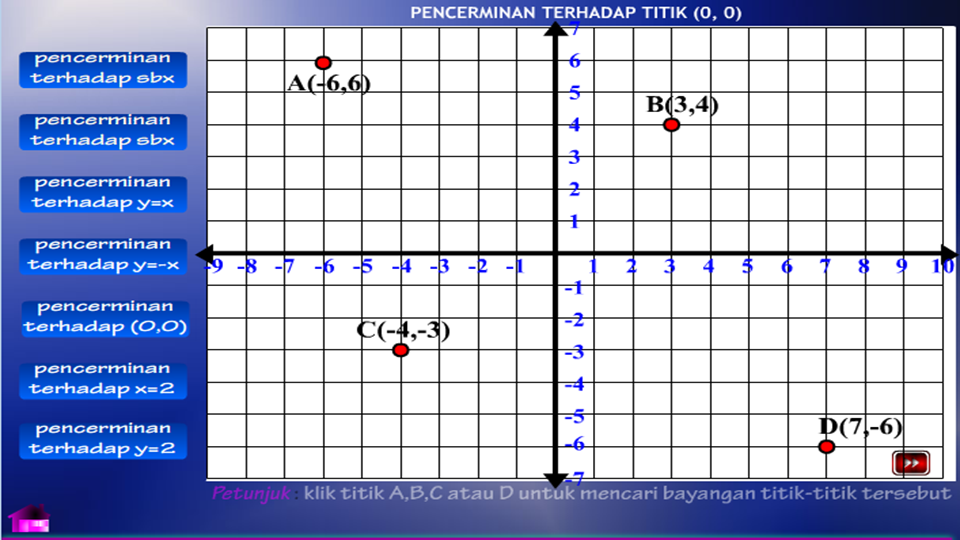 PENCERMINAN TERHADAP TITIK (0, 0)
pencerminan
terhadap sbx
pencerminan
terhadap sbx
pencerminan
terhadap y=x
pencerminan
terhadap y=-x
pencerminan
terhadap (0,0)
pencerminan
terhadap x=2
pencerminan
terhadap y=2
7
6
A(-6,6)
5
B(3,4)
4
3
2
1
-9 -8 -7 -6 -5 -4 -3 -2 -1 1 2 3 4 5 6 7 8 9 10
-1
-2
C(-4,-3)
-3
-4
-5
D(7,-6)
-6
-7
Petunjuk : klik titik A,B,C atau D untuk mencari bayangan titik-titik tersebut